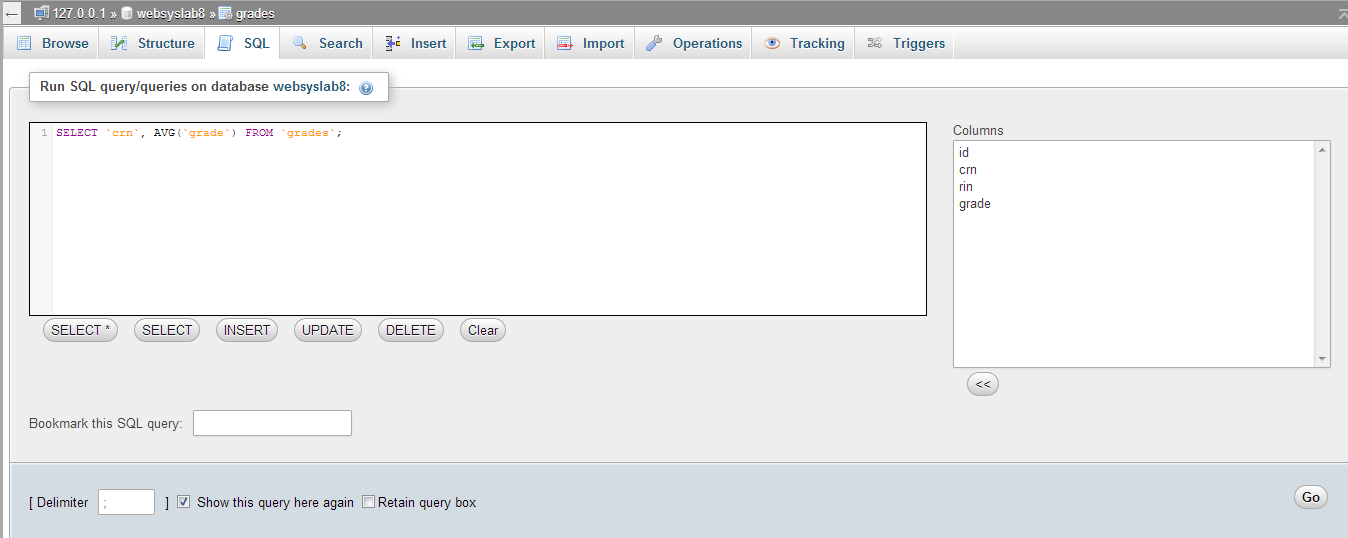 ← 127.0.0.1 » websyslab8 » grades
Browse Structure SQL Search Insert Export Import Operations Tracking Triggers
Run SQL query/queries on database websyslab8:
1 SELECT `crn`, AVG(`grade`) FROM `grades`;
Columns
id
crn
rin
grade
SELECT * SELECT INSERT UPDATE DELETE Clear
<<
Bookmark this SQL query:
[ Delimiter ; ] Show this query here again Retain query box Go